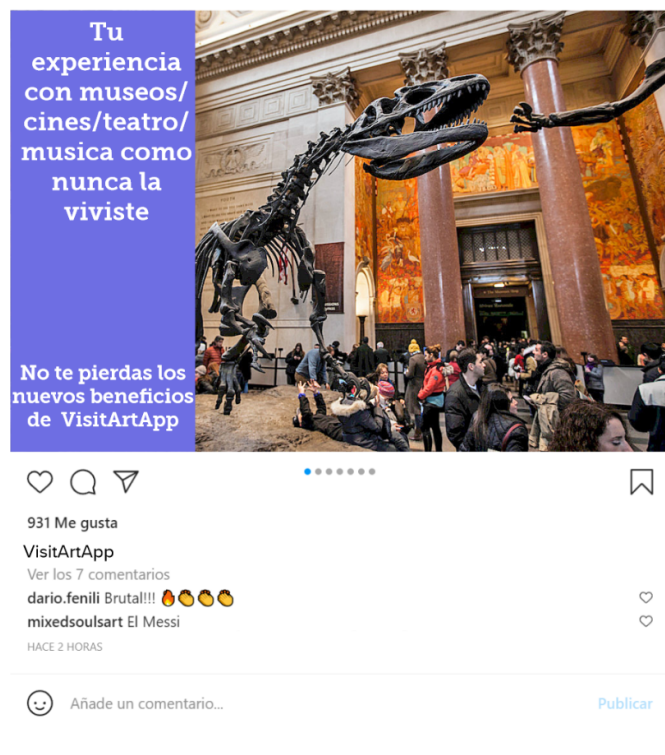 Tu
experiencia
con museos/
cines/teatro/
musica como
nunca la
viviste
No te pierdas los
nuevos beneficios
de VisitArtApp
931 Me gusta
VisitArtApp
Ver los 7 comentarios
dario.fenili Brutal!!! 🔥👏👏👏
mixedsoulsart El Messi
HACE 2 HORAS
Añade un comentario...
Publicar